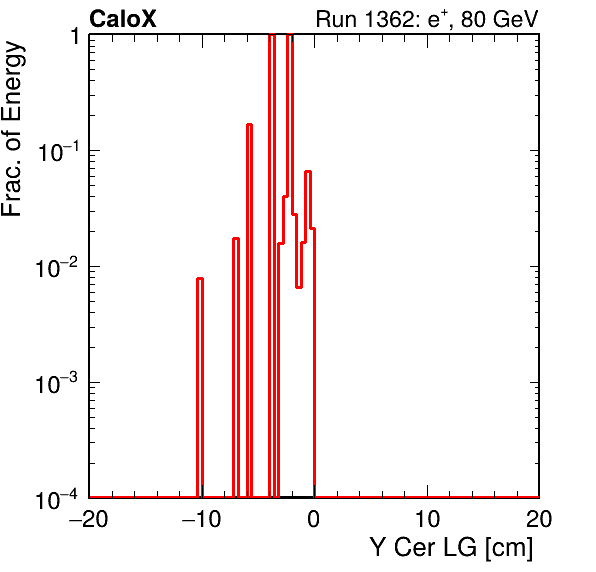 CaloX Run 1362: e⁺, 80 GeV
Frac. of Energy
1
10⁻¹
10⁻²
10⁻³
10⁻⁴
−20 −10 0 10 20
Y Cer LG [cm]